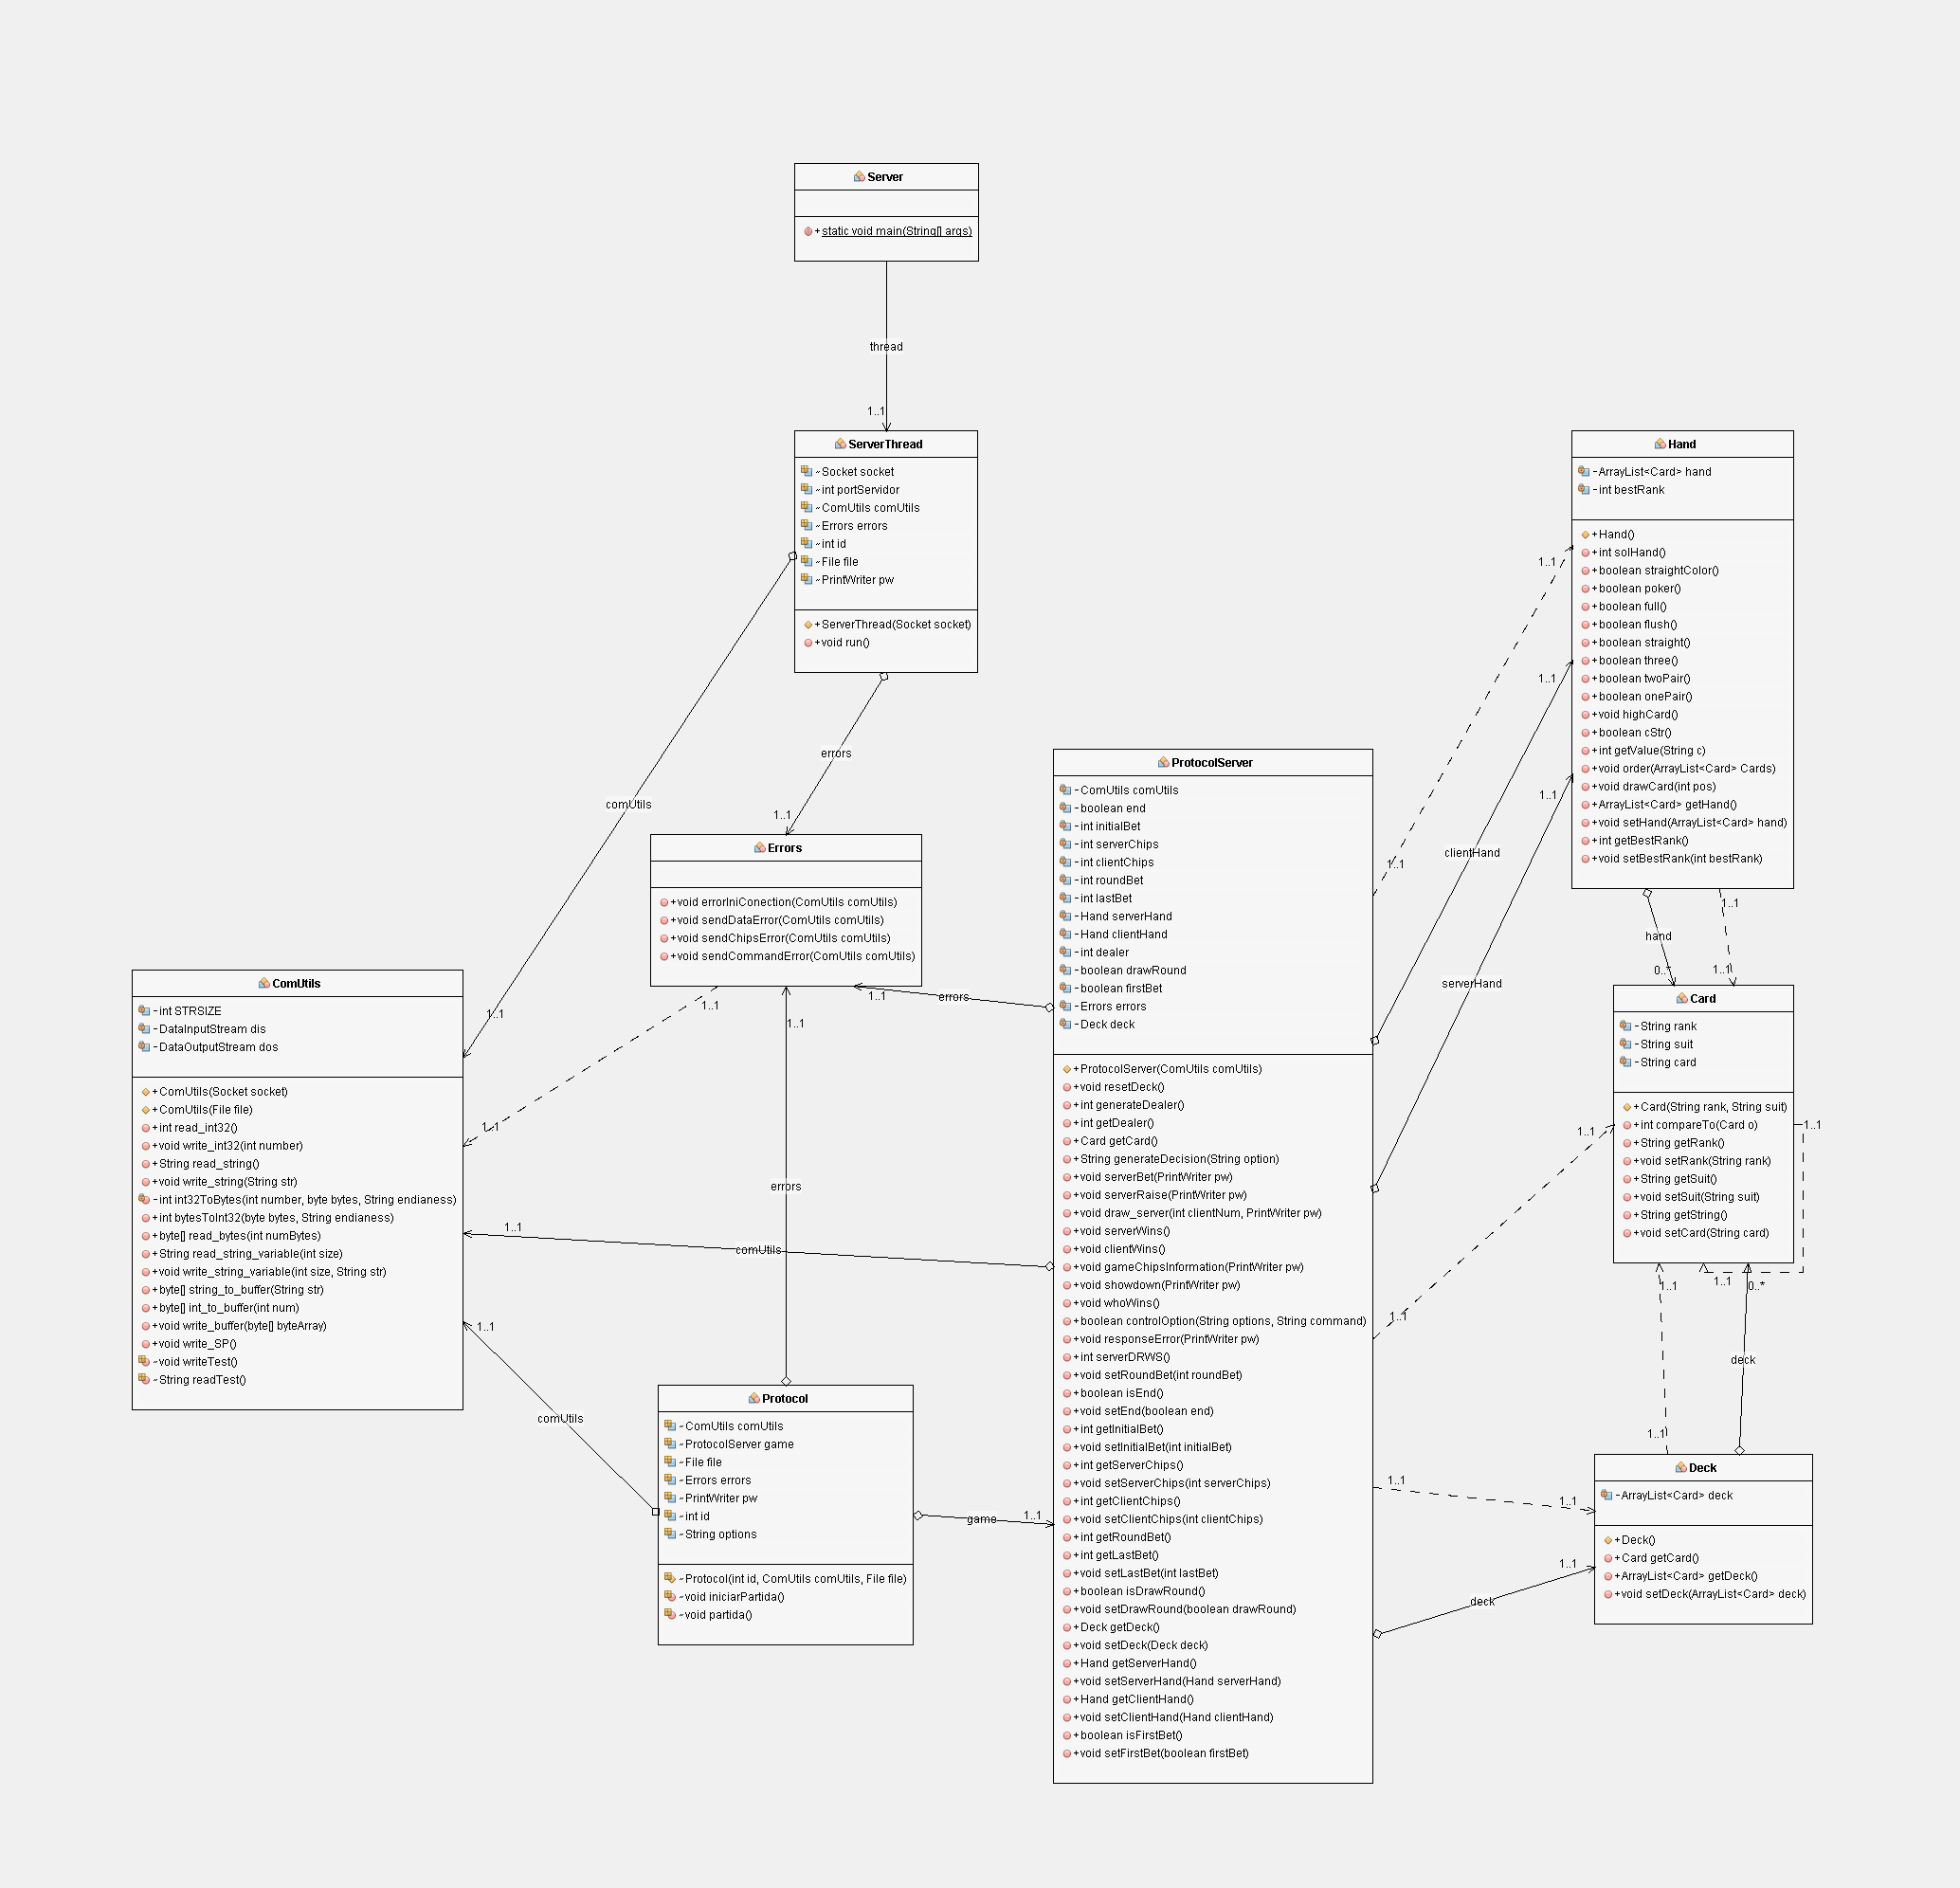 Server
+static void main(String[] args)
thread
1..1
ServerThread
~Socket socket
~int portServidor
~ComUtils comUtils
~Errors errors
~int id
~File file
~PrintWriter pw
+ServerThread(Socket socket)
+void run()
errors
1..1
comUtils
1..1
Hand
-ArrayList<Card> hand
-int bestRank
+Hand()
+int solHand()
+boolean straightColor()
+boolean poker()
+boolean full()
+boolean flush()
+boolean straight()
+boolean three()
+boolean twoPair()
+boolean onePair()
+void highCard()
+boolean cStr()
+int getValue(String c)
+void order(ArrayList<Card> Cards)
+void drawCard(int pos)
+ArrayList<Card> getHand()
+void setHand(ArrayList<Card> hand)
+int getBestRank()
+void setBestRank(int bestRank)
1..1
1..1
1..1
1..1
clientHand
serverHand
hand
0..*
1..1
1..1
Errors
+void errorIniConection(ComUtils comUtils)
+void sendDataError(ComUtils comUtils)
+void sendChipsError(ComUtils comUtils)
+void sendCommandError(ComUtils comUtils)
1..1
1..1
1..1
errors
1..1
errors
ComUtils
-int STRSIZE
-DataInputStream dis
-DataOutputStream dos
+ComUtils(Socket socket)
+ComUtils(File file)
+int read_int32()
+void write_int32(int number)
+String read_string()
+void write_string(String str)
-int int32ToBytes(int number, byte bytes, String endianess)
+int bytesToInt32(byte bytes, String endianess)
+byte[] read_bytes(int numBytes)
+String read_string_variable(int size)
+void write_string_variable(int size, String str)
+byte[] string_to_buffer(String str)
+byte[] int_to_buffer(int num)
+void write_buffer(byte[] byteArray)
+void write_SP()
~void writeTest()
~String readTest()
1..1
comUtils
1..1
comUtils
ProtocolServer
-ComUtils comUtils
-boolean end
-int initialBet
-int serverChips
-int clientChips
-int roundBet
-int lastBet
-Hand serverHand
-Hand clientHand
-int dealer
-boolean drawRound
-boolean firstBet
-Errors errors
-Deck deck
+ProtocolServer(ComUtils comUtils)
+void resetDeck()
+int generateDealer()
+int getDealer()
+Card getCard()
+String generateDecision(String option)
+void serverBet(PrintWriter pw)
+void serverRaise(PrintWriter pw)
+void draw_server(int clientNum, PrintWriter pw)
+void serverWins()
+void clientWins()
+void gameChipsInformation(PrintWriter pw)
+void showdown(PrintWriter pw)
+void whoWins()
+boolean controlOption(String options, String command)
+void responseError(PrintWriter pw)
+int serverDRWS()
+void setRoundBet(int roundBet)
+boolean isEnd()
+void setEnd(boolean end)
+int getInitialBet()
+void setInitialBet(int initialBet)
+int getServerChips()
+void setServerChips(int serverChips)
+int getClientChips()
+void setClientChips(int clientChips)
+int getRoundBet()
+int getLastBet()
+void setLastBet(int lastBet)
+boolean isDrawRound()
+void setDrawRound(boolean drawRound)
+Deck getDeck()
+void setDeck(Deck deck)
+Hand getServerHand()
+void setServerHand(Hand serverHand)
+Hand getClientHand()
+void setClientHand(Hand clientHand)
+boolean isFirstBet()
+void setFirstBet(boolean firstBet)
Card
-String rank
-String suit
-String card
+Card(String rank, String suit)
+int compareTo(Card o)
+String getRank()
+void setRank(String rank)
+String getSuit()
+void setSuit(String suit)
+String getString()
+void setCard(String card)
1..1
1..1
1..1
1..1
1..1
0..*
deck
1..1
Protocol
~ComUtils comUtils
~ProtocolServer game
~File file
~Errors errors
~PrintWriter pw
~int id
~String options
~Protocol(int id, ComUtils comUtils, File file)
~void iniciarPartida()
~void partida()
game
1..1
Deck
-ArrayList<Card> deck
+Deck()
+Card getCard()
+ArrayList<Card> getDeck()
+void setDeck(ArrayList<Card> deck)
1..1
1..1
1..1
deck